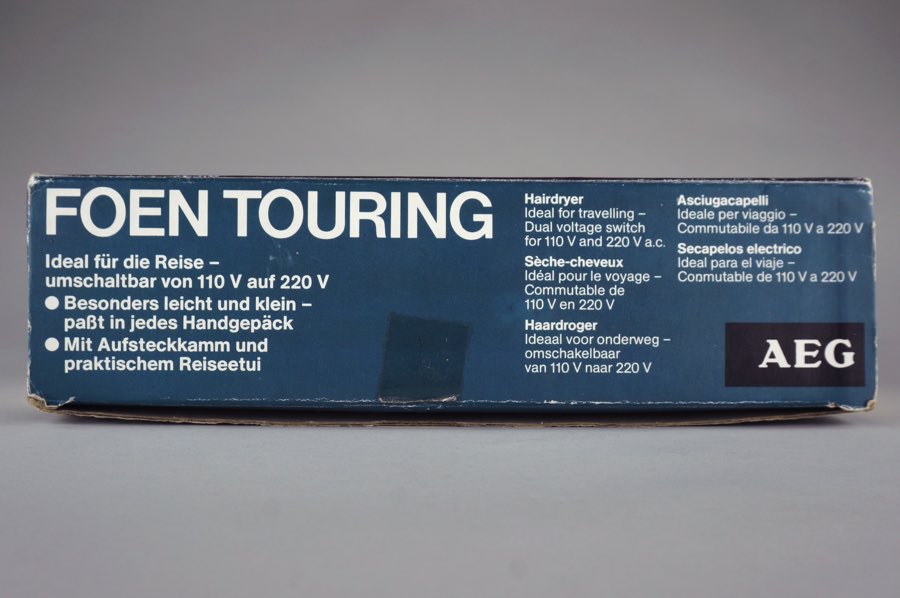 FOEN TOURING
Ideal für die Reise –
umschaltbar von 110 V auf 220 V
● Besonders leicht und klein –
paßt in jedes Handgepäck
● Mit Aufsteckkamm und
praktischem Reiseetui
Hairdryer
Ideal for travelling –
Dual voltage switch
for 110 V and 220 V a.c.
Sèche-cheveux
Idéal pour le voyage –
Commutable de
110 V en 220 V
Haardroger
Ideaal voor onderweg –
omschakelbaar
van 110 V naar 220 V
Asciugacapelli
Ideale per viaggio –
Commutabile da 110 V a 220 V
Secapelos electrico
Ideal para el viaje –
Conmutable de 110 V a 220 V
AEG